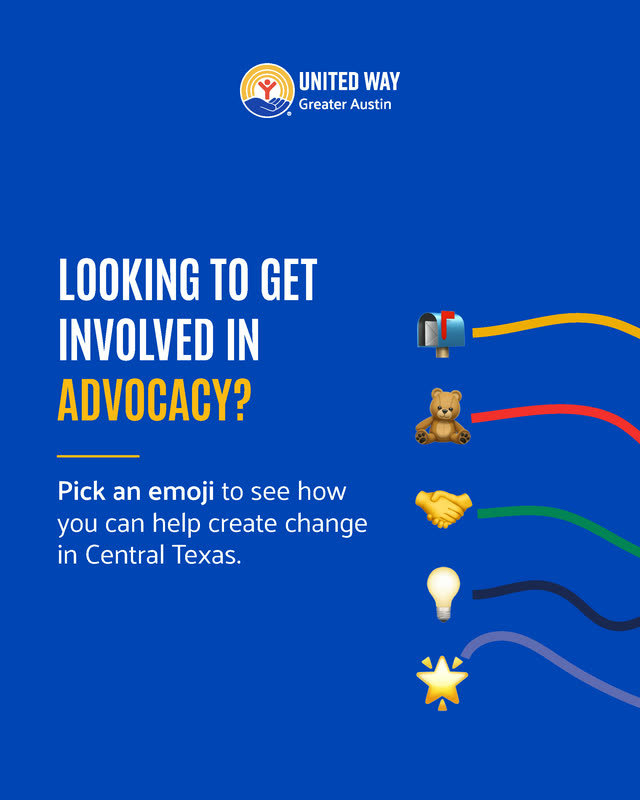 UNITED WAY
Greater Austin
LOOKING TO GET
INVOLVED IN
ADVOCACY?
Pick an emoji to see how
you can help create change
in Central Texas.